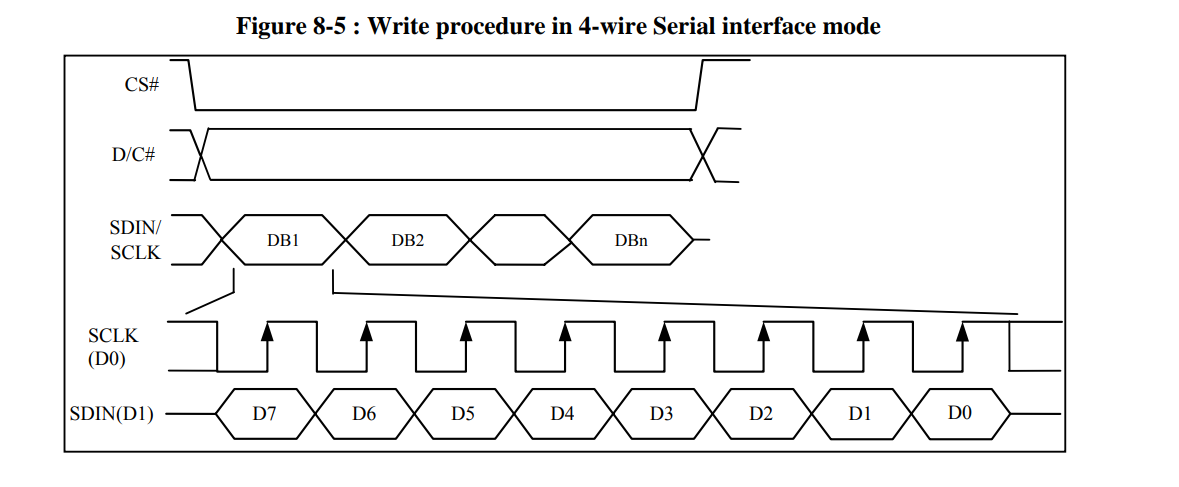 Figure 8-5 : Write procedure in 4-wire Serial interface mode
CS#
D/C#
SDIN/
SCLK
DB1 DB2 DBn
SCLK
(D0)
SDIN(D1) D7 D6 D5 D4 D3 D2 D1 D0